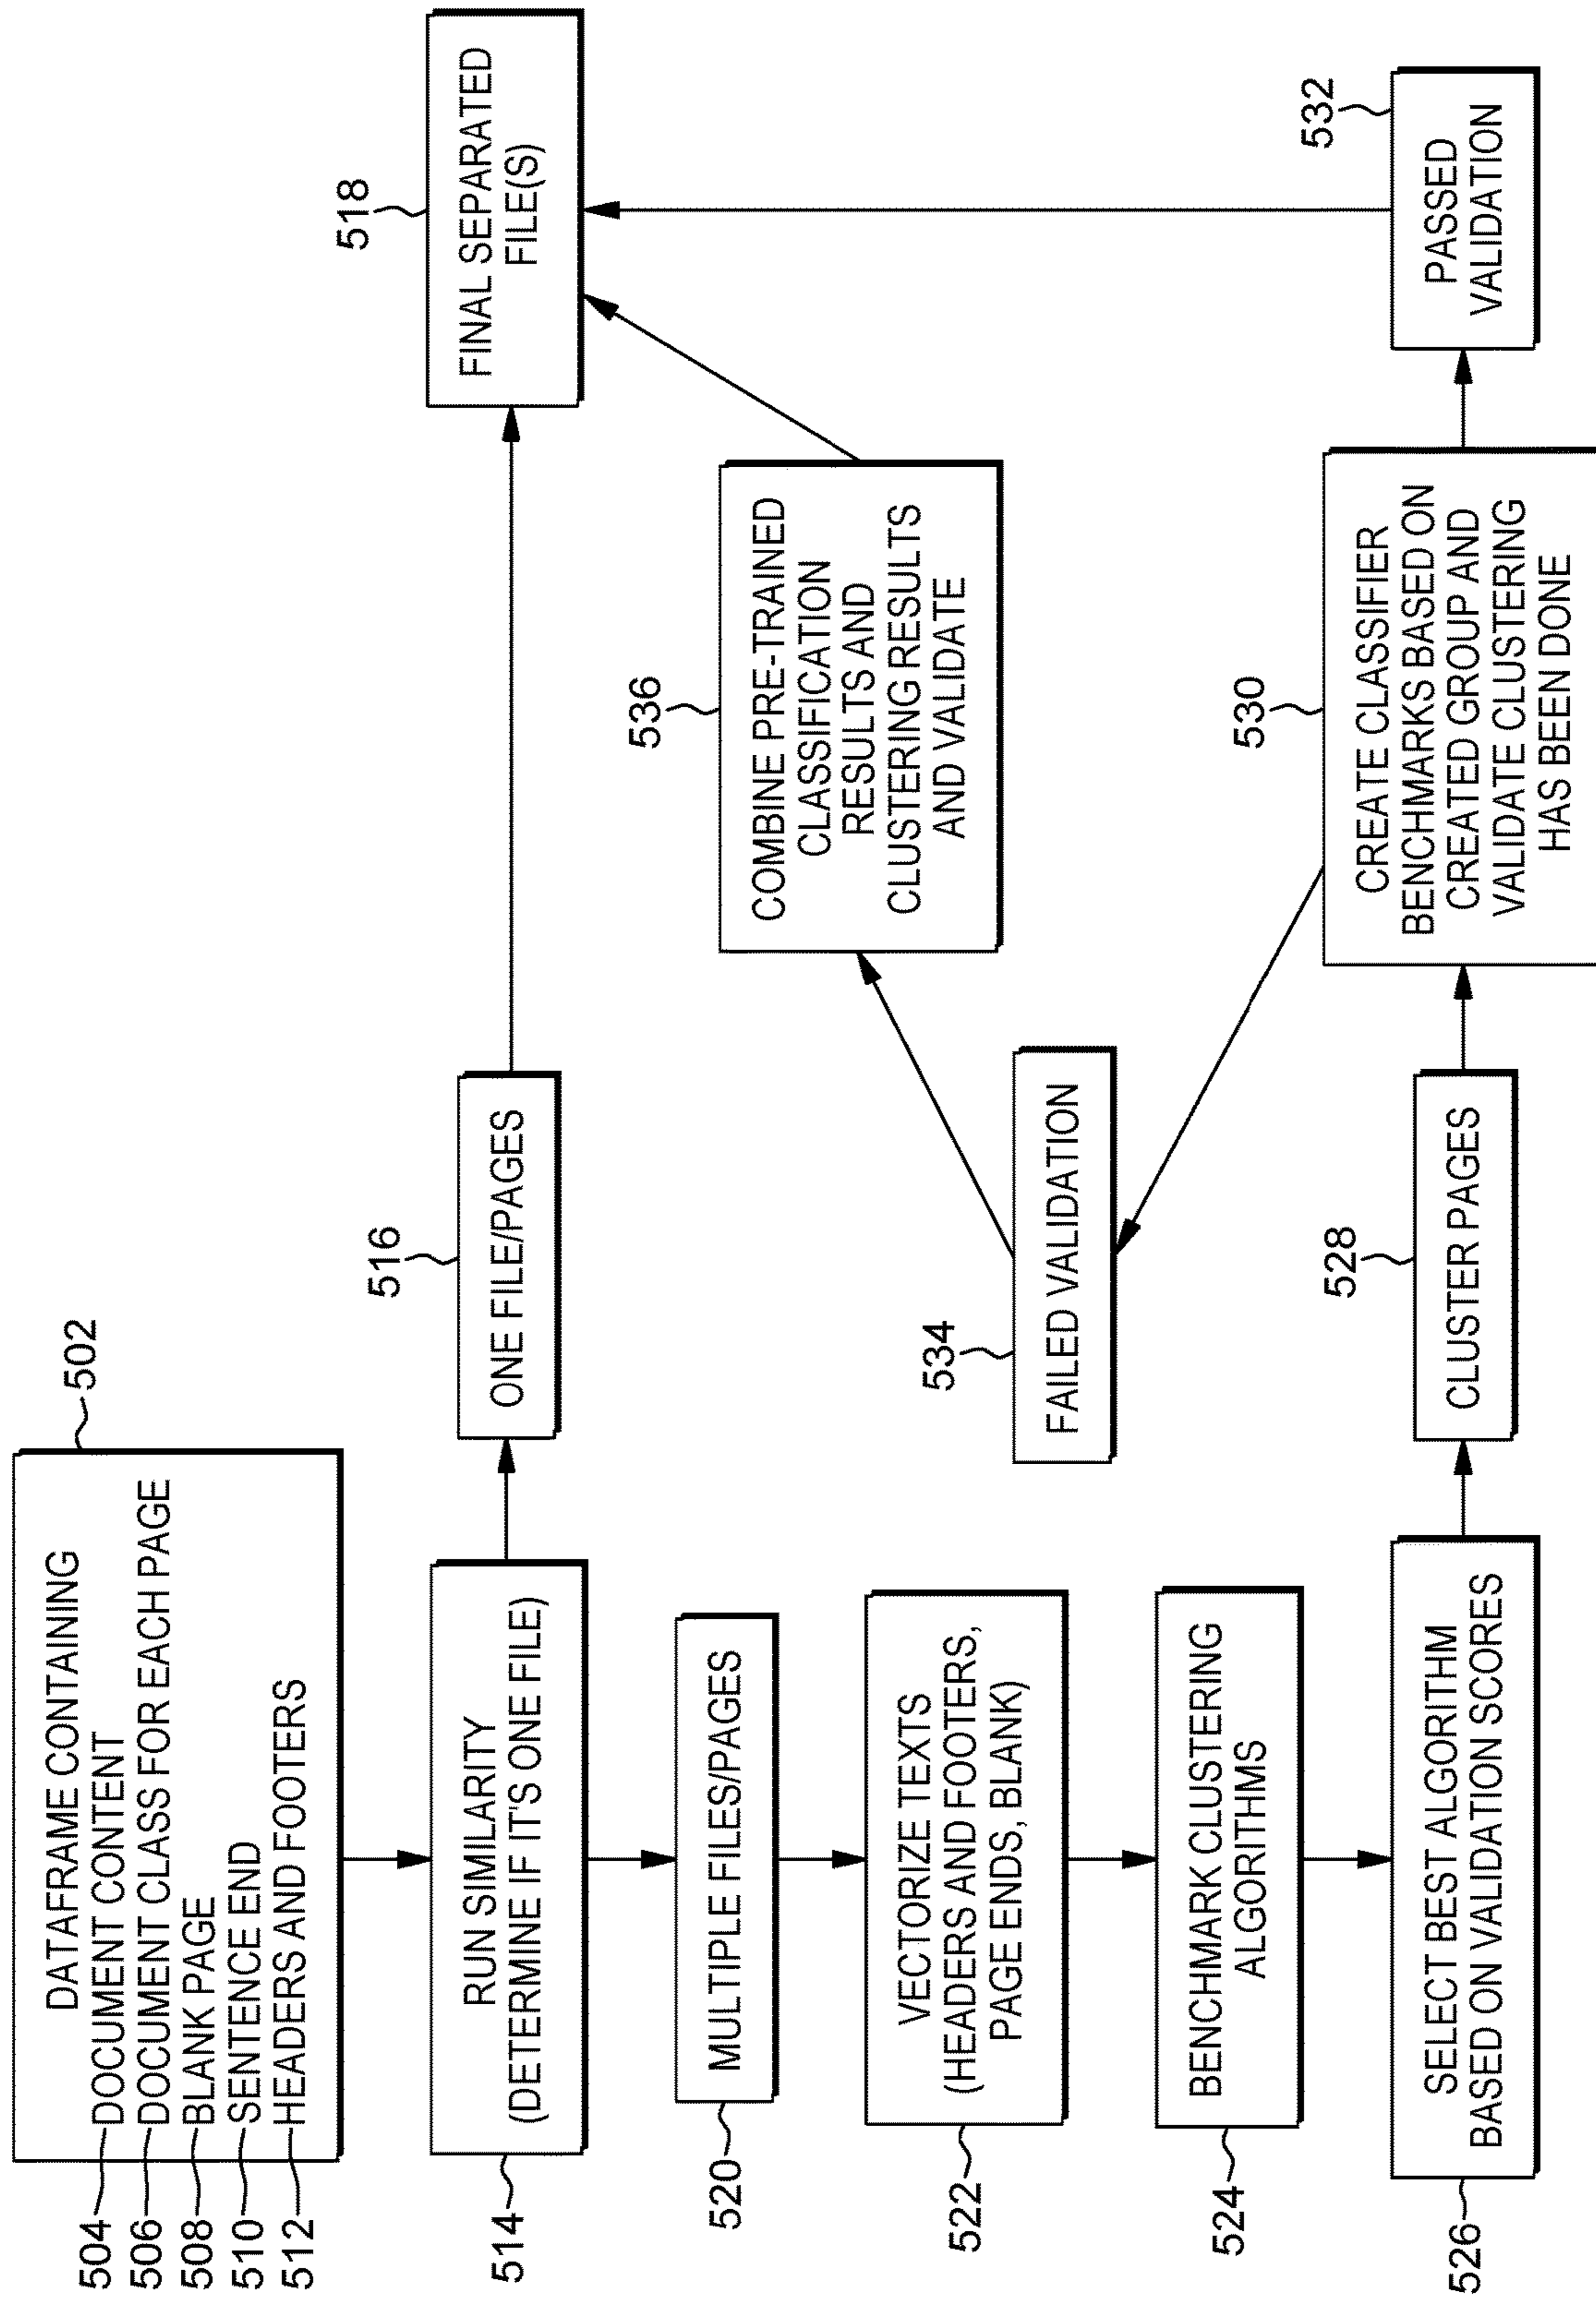 502
DATAFRAME CONTAINING
504
DOCUMENT CONTENT
506
DOCUMENT CLASS FOR EACH PAGE
508
BLANK PAGE
510
SENTENCE END
512
HEADERS AND FOOTERS
514
RUN SIMILARITY
(DETERMINE IF IT'S ONE FILE)
516
ONE FILE/PAGES
518
FINAL SEPARATED
FILE(S)
520
MULTIPLE FILES/PAGES
522
VECTORIZE TEXTS
(HEADERS AND FOOTERS,
PAGE ENDS, BLANK)
524
BENCHMARK CLUSTERING
ALGORITHMS
526
SELECT BEST ALGORITHM
BASED ON VALIDATION SCORES
528
CLUSTER PAGES
530
CREATE CLASSIFIER
BENCHMARKS BASED ON
CREATED GROUP AND
VALIDATE CLUSTERING
HAS BEEN DONE
532
PASSED
VALIDATION
534
FAILED VALIDATION
536
COMBINE PRE-TRAINED
CLASSIFICATION
RESULTS AND
CLUSTERING RESULTS
AND VALIDATE